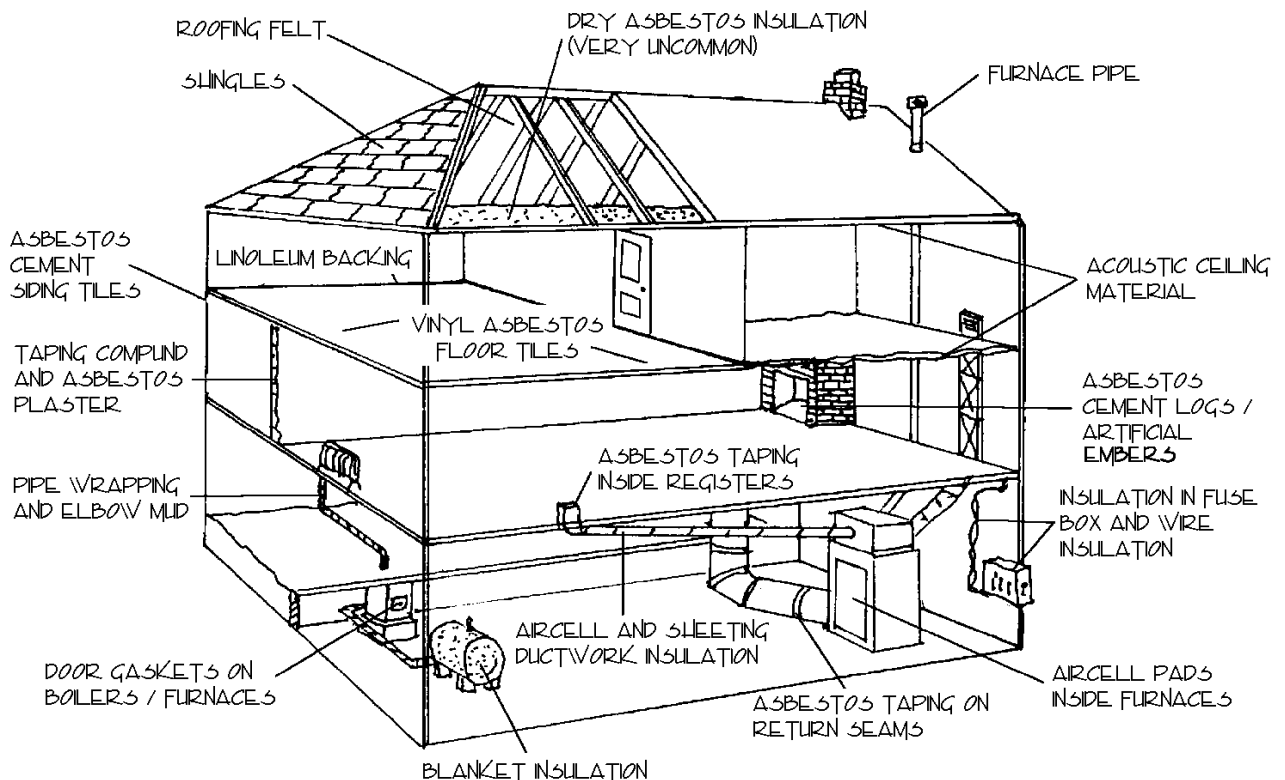 ROOFING FELT
DRY ASBESTOS INSULATION
(VERY UNCOMMON)
SHINGLES
FURNACE PIPE
ASBESTOS
CEMENT
SIDING TILES
LINOLEUM BACKING
ACOUSTIC CEILING
MATERIAL
VINYL ASBESTOS
FLOOR TILES
TAPING COMPUND
AND ASBESTOS
PLASTER
ASBESTOS
CEMENT LOGS /
ARTIFICIAL
EMBERS
PIPE WRAPPING
AND ELBOW MUD
ASBESTOS TAPING
INSIDE REGISTERS
INSULATION IN FUSE
BOX AND WIRE
INSULATION
DOOR GASKETS ON
BOILERS / FURNACES
AIRCELL AND SHEETING
DUCTWORK INSULATION
AIRCELL PADS
INSIDE FURNACES
ASBESTOS TAPING ON
RETURN SEAMS
BLANKET INSULATION